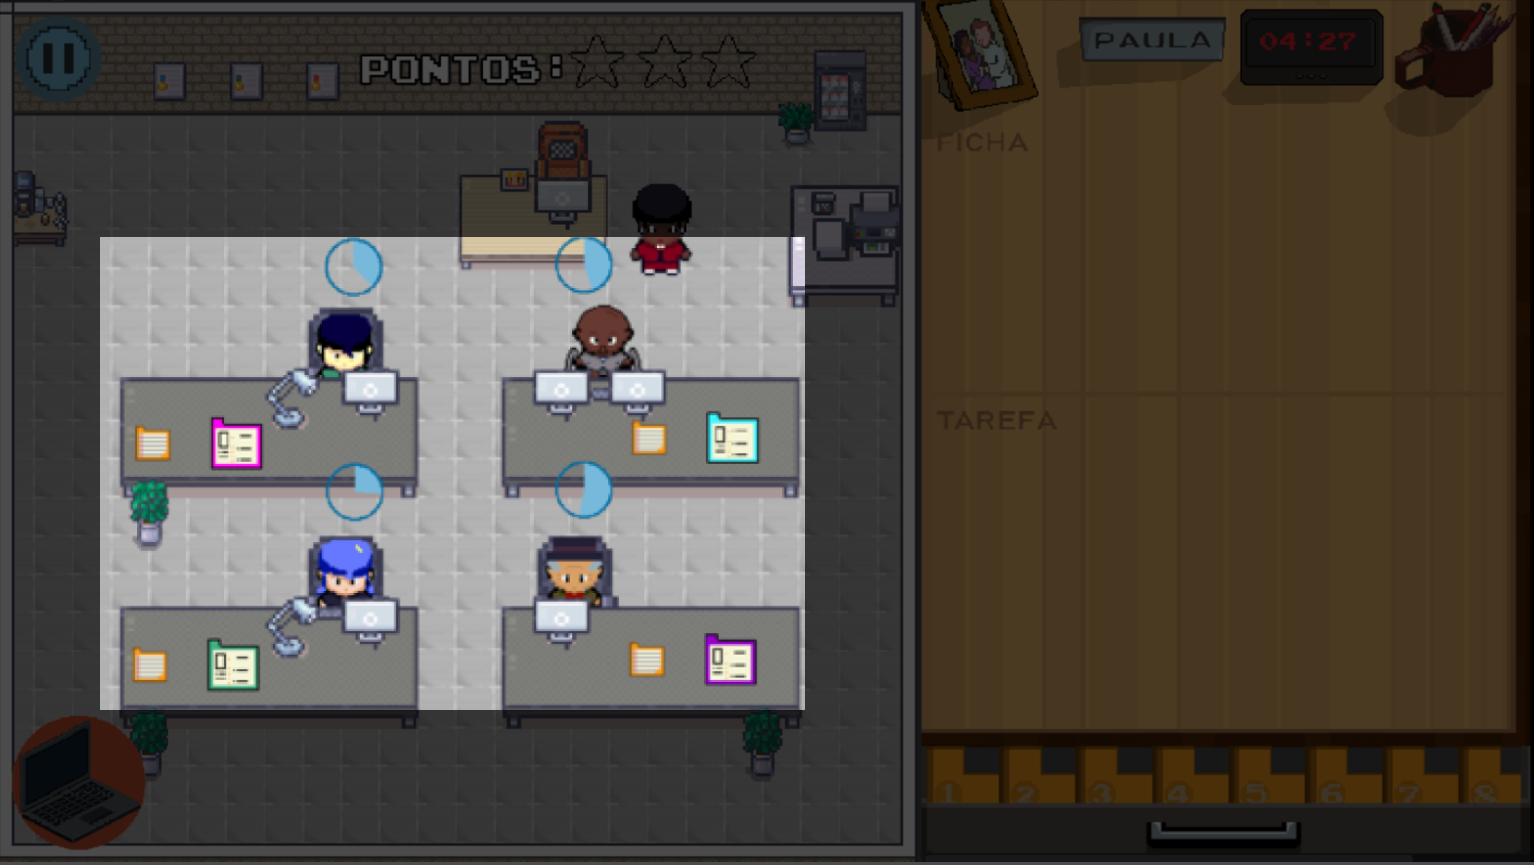 PONTOS:
PAULA
04:27
FICHA
TAREFA
1 2 3 4 5 6 7 8